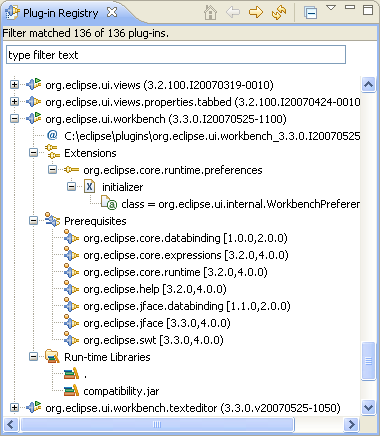 Plug-in Registry
Filter matched 136 of 136 plug-ins.
type filter text
org.eclipse.ui.views (3.2.100.I20070319-0010)
org.eclipse.ui.views.properties.tabbed (3.2.100.I20070424-0010
org.eclipse.ui.workbench (3.3.0.I20070525-1100)
@ C:\eclipse\plugins\org.eclipse.ui.workbench_3.3.0.I20070525
Extensions
org.eclipse.core.runtime.preferences
X initializer
@ class = org.eclipse.ui.internal.WorkbenchPrefere
Prerequisites
org.eclipse.core.databinding [1.0.0,2.0.0)
org.eclipse.core.expressions [3.2.0,4.0.0)
org.eclipse.core.runtime [3.2.0,4.0.0)
org.eclipse.help [3.2.0,4.0.0)
org.eclipse.jface.databinding [1.1.0,2.0.0)
org.eclipse.jface [3.3.0,4.0.0)
org.eclipse.swt [3.3.0,4.0.0)
Run-time Libraries
.
compatibility.jar
org.eclipse.ui.workbench.texteditor (3.3.0.v20070525-1050)